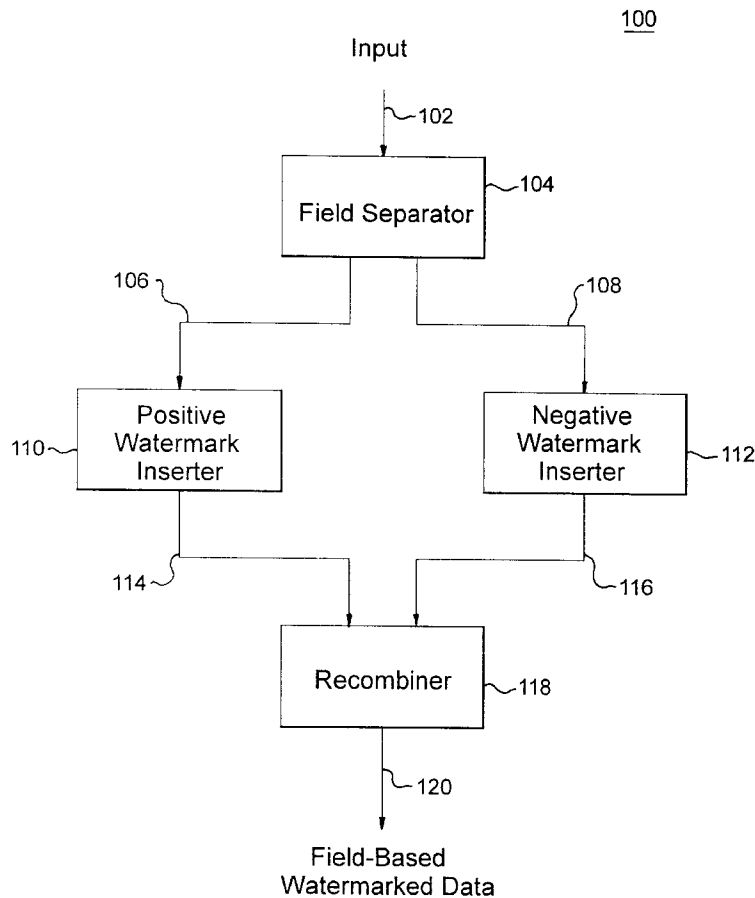 100
Input
102
104
Field Separator
106
108
Positive
Watermark
Inserter
110
Negative
Watermark
Inserter
112
114
116
Recombiner
118
120
Field-Based
Watermarked Data